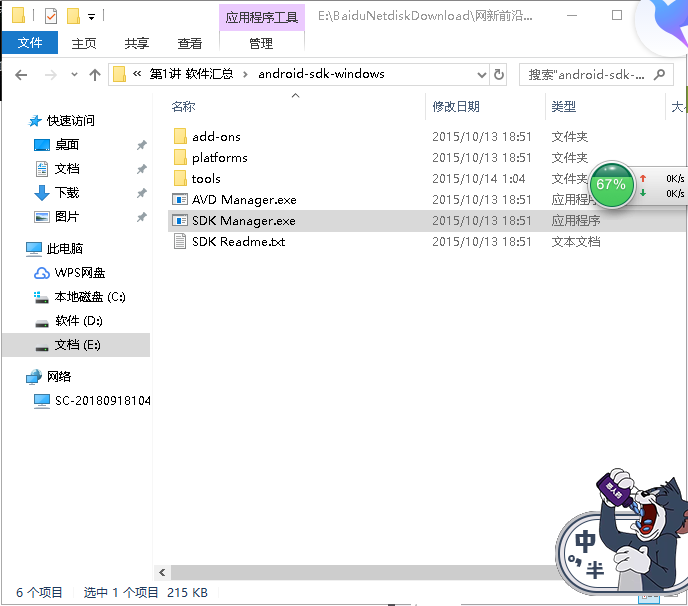 应用程序工具 E:\BaiduNetdiskDownload\网新前沿...
文件 主页 共享 查看 管理
« 第1讲 软件汇总 › android-sdk-windows 搜索"android-sdk-...
名称 修改日期 类型 大
add-ons 2015/10/13 18:51 文件夹
platforms 2015/10/13 18:51 文件夹
tools 2015/10/14 1:04 文件夹
AVD Manager.exe 2015/10/13 18:51 应用程序
SDK Manager.exe 2015/10/13 18:51 应用程序
SDK Readme.txt 2015/10/13 18:51 文本文档
快速访问
桌面
文档
下载
图片
此电脑
WPS网盘
本地磁盘 (C:)
软件 (D:)
文档 (E:)
网络
SC-20180918104
67% ↑ 0K/s
↓ 0K/s
中
半
6 个项目 选中 1 个项目 215 KB